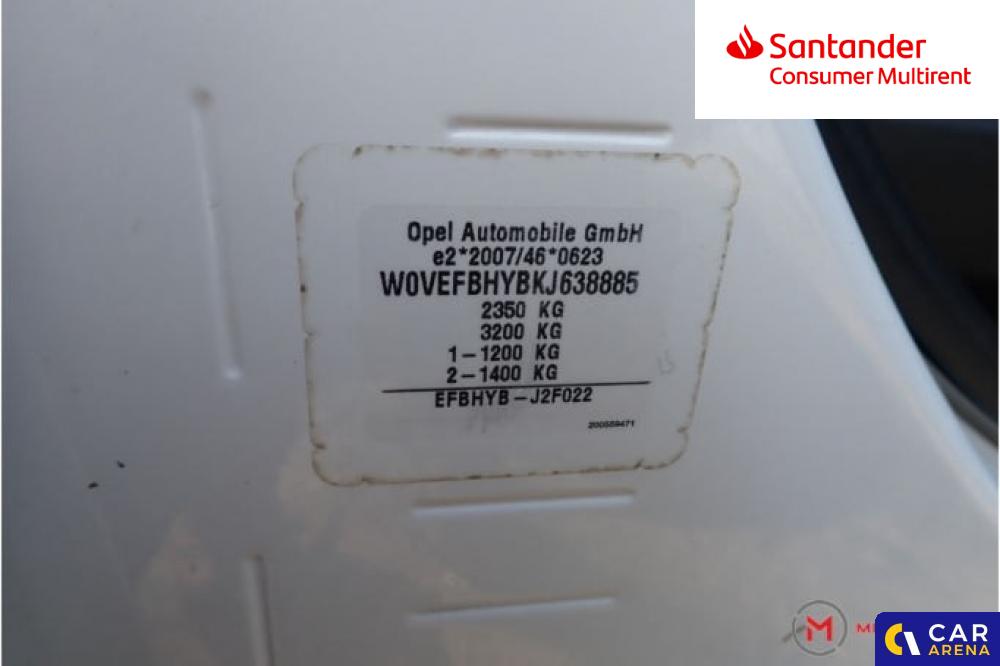 Santander
Consumer Multirent
Opel Automobile GmbH
e2*2007/46*0623
W0VEFBHYBKJ638885
2350 KG
3200 KG
1-1200 KG
2-1400 KG
EFBHYB-J2F022
200559471
M
CAR
ARENA